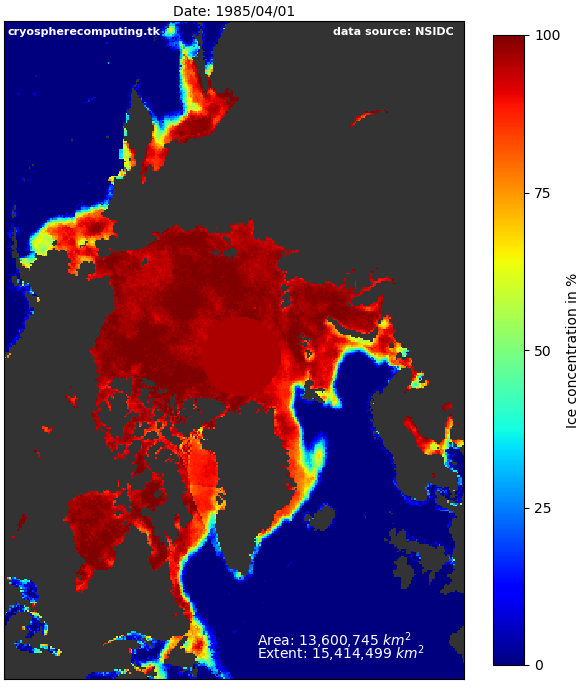 Date: 1985/04/01
cryospherecomputing.tk
data source: NSIDC
100
75
50
25
0
Ice concentration in %
Area: 13,600,745 km²
Extent: 15,414,499 km²